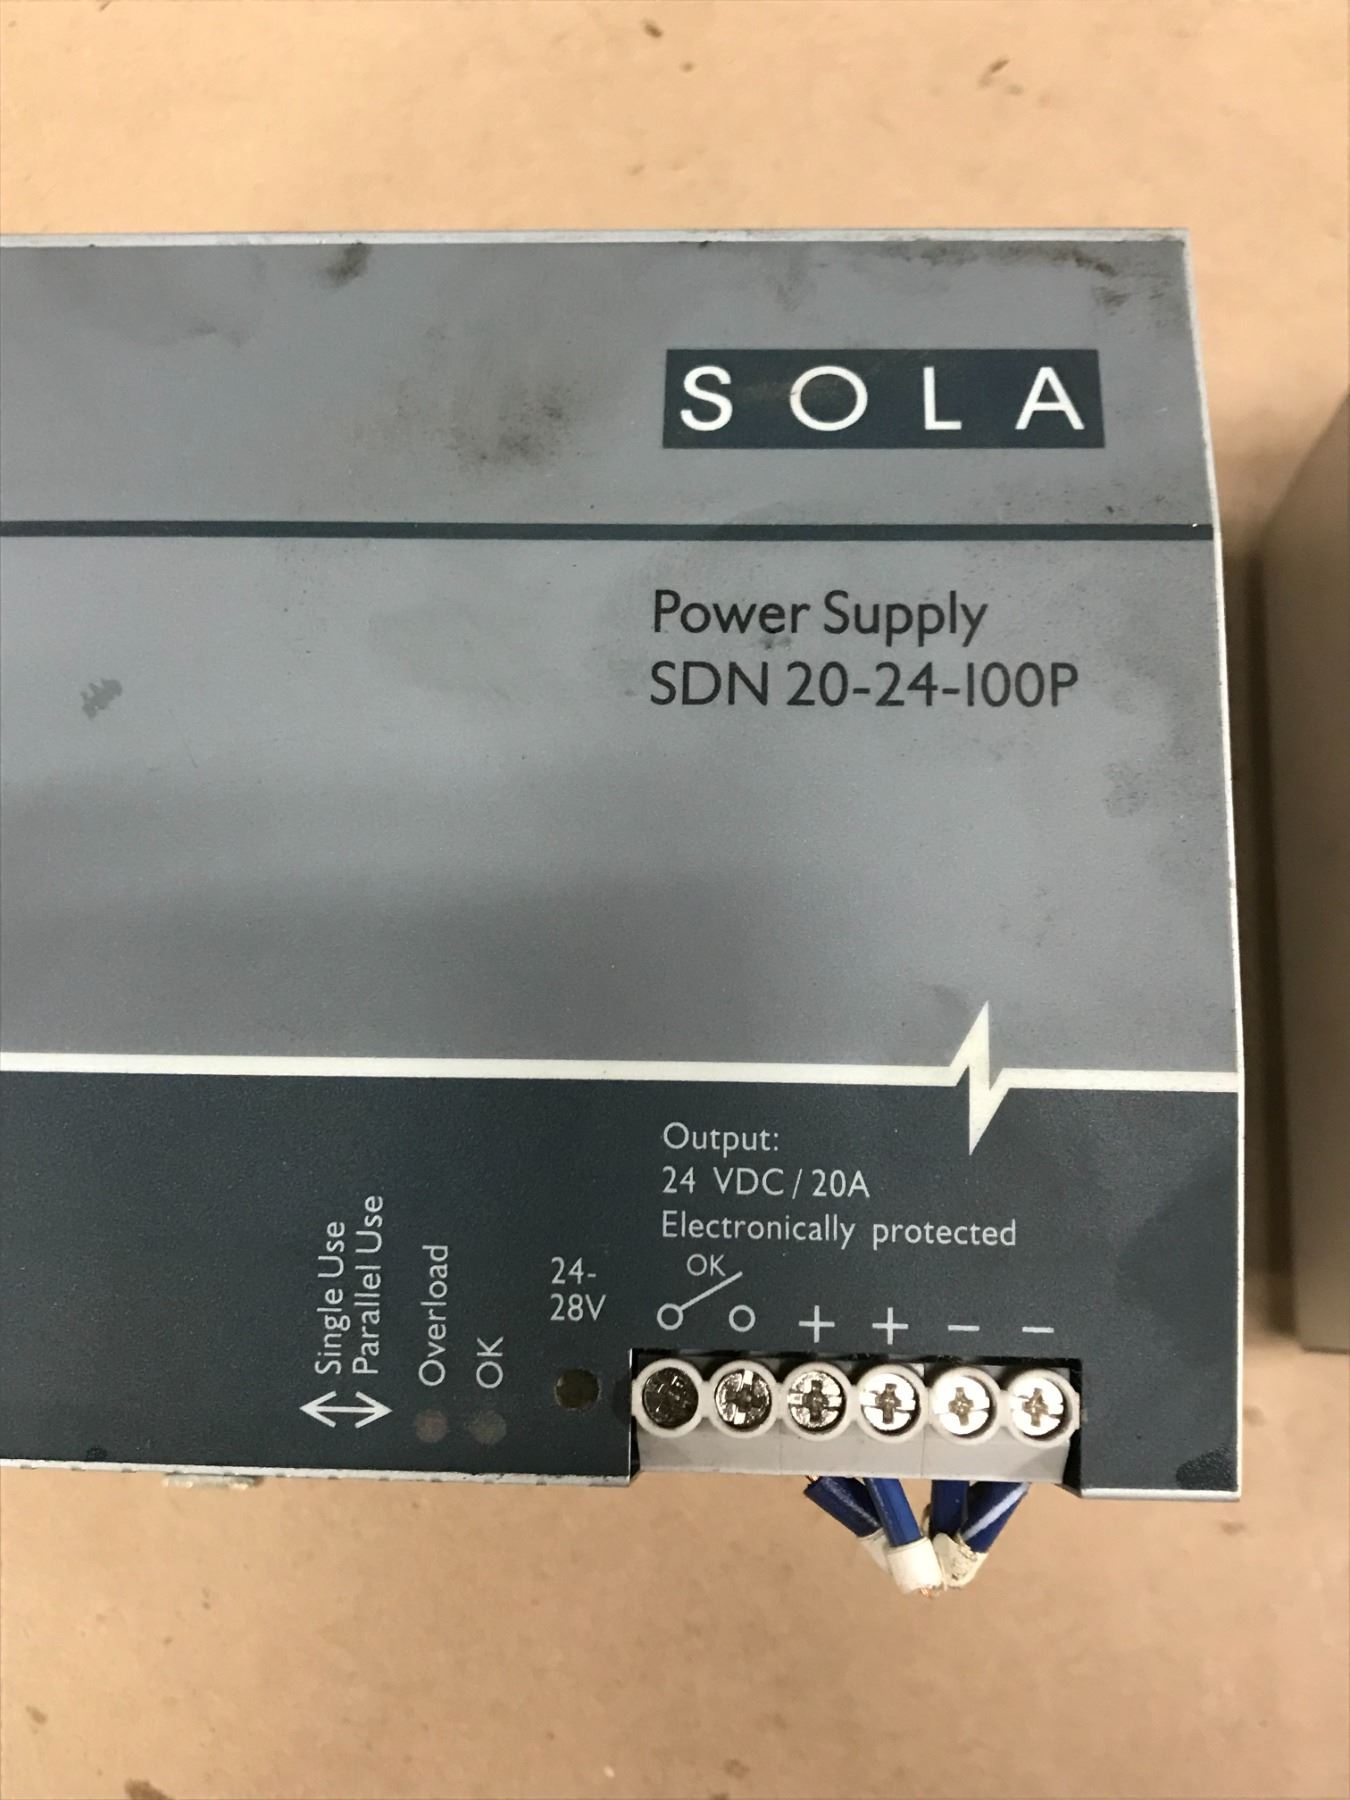 SOLA
Power Supply
SDN 20-24-100P
Output:
24 VDC / 20A
Electronically protected
OK
+ + − −
24-
28V
Single Use
Parallel Use
Overload
OK